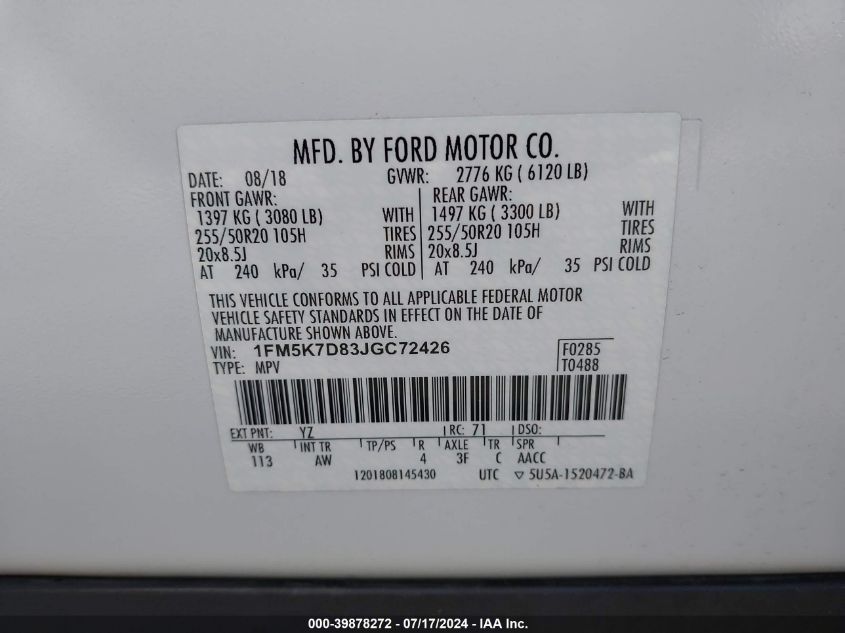 MFD. BY FORD MOTOR CO.
DATE: 08/18 GVWR: 2776 KG ( 6120 LB)
FRONT GAWR: REAR GAWR:
1397 KG ( 3080 LB) WITH 1497 KG ( 3300 LB) WITH
255/50R20 105H TIRES 255/50R20 105H TIRES
20x8.5J RIMS 20x8.5J RIMS
AT 240 kPa/ 35 PSI COLD AT 240 kPa/ 35 PSI COLD
THIS VEHICLE CONFORMS TO ALL APPLICABLE FEDERAL MOTOR
VEHICLE SAFETY STANDARDS IN EFFECT ON THE DATE OF
MANUFACTURE SHOWN ABOVE.
VIN: 1FM5K7D83JGC72426 F0285
TYPE: MPV T0488
EXT PNT: YZ RC: 71 DSO:
WB INT TR TP/PS R AXLE TR SPR
113 AW 4 3F C AACC
1201808145430 UTC ▽ 5U5A-1520472-BA
000-39878272 - 07/17/2024 - IAA Inc.